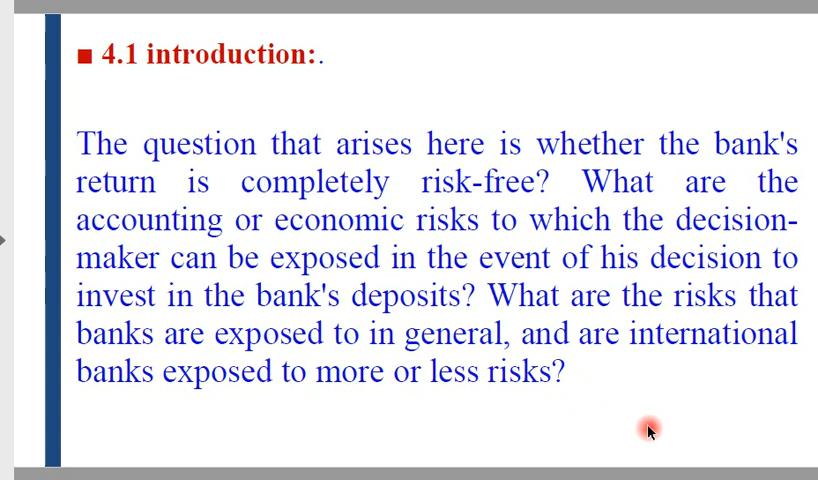 ■ 4.1 introduction:.
The question that arises here is whether the bank's
return is completely risk-free? What are the
accounting or economic risks to which the decision-
maker can be exposed in the event of his decision to
invest in the bank's deposits? What are the risks that
banks are exposed to in general, and are international
banks exposed to more or less risks?